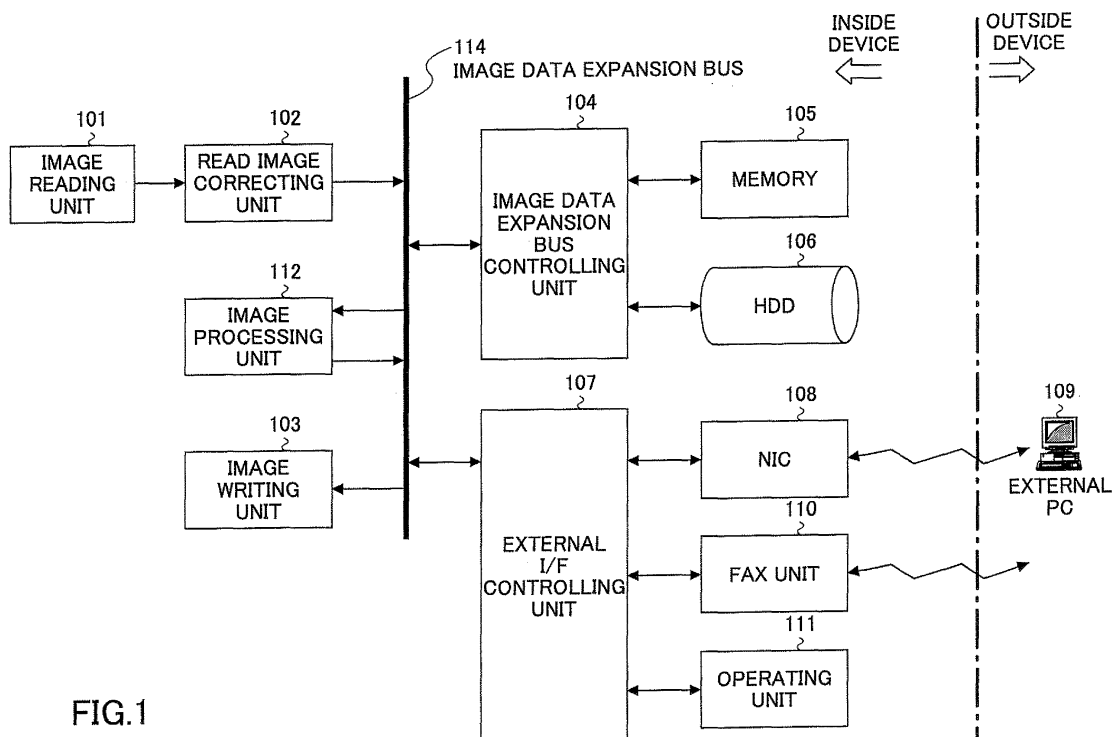 INSIDE
DEVICE
OUTSIDE
DEVICE
114
IMAGE DATA EXPANSION BUS
101
IMAGE
READING
UNIT
102
READ IMAGE
CORRECTING
UNIT
104
IMAGE DATA
EXPANSION
BUS
CONTROLLING
UNIT
105
MEMORY
106
HDD
112
IMAGE
PROCESSING
UNIT
103
IMAGE
WRITING
UNIT
107
EXTERNAL
I/F
CONTROLLING
UNIT
108
NIC
109
EXTERNAL
PC
110
FAX UNIT
111
OPERATING
UNIT
FIG.1